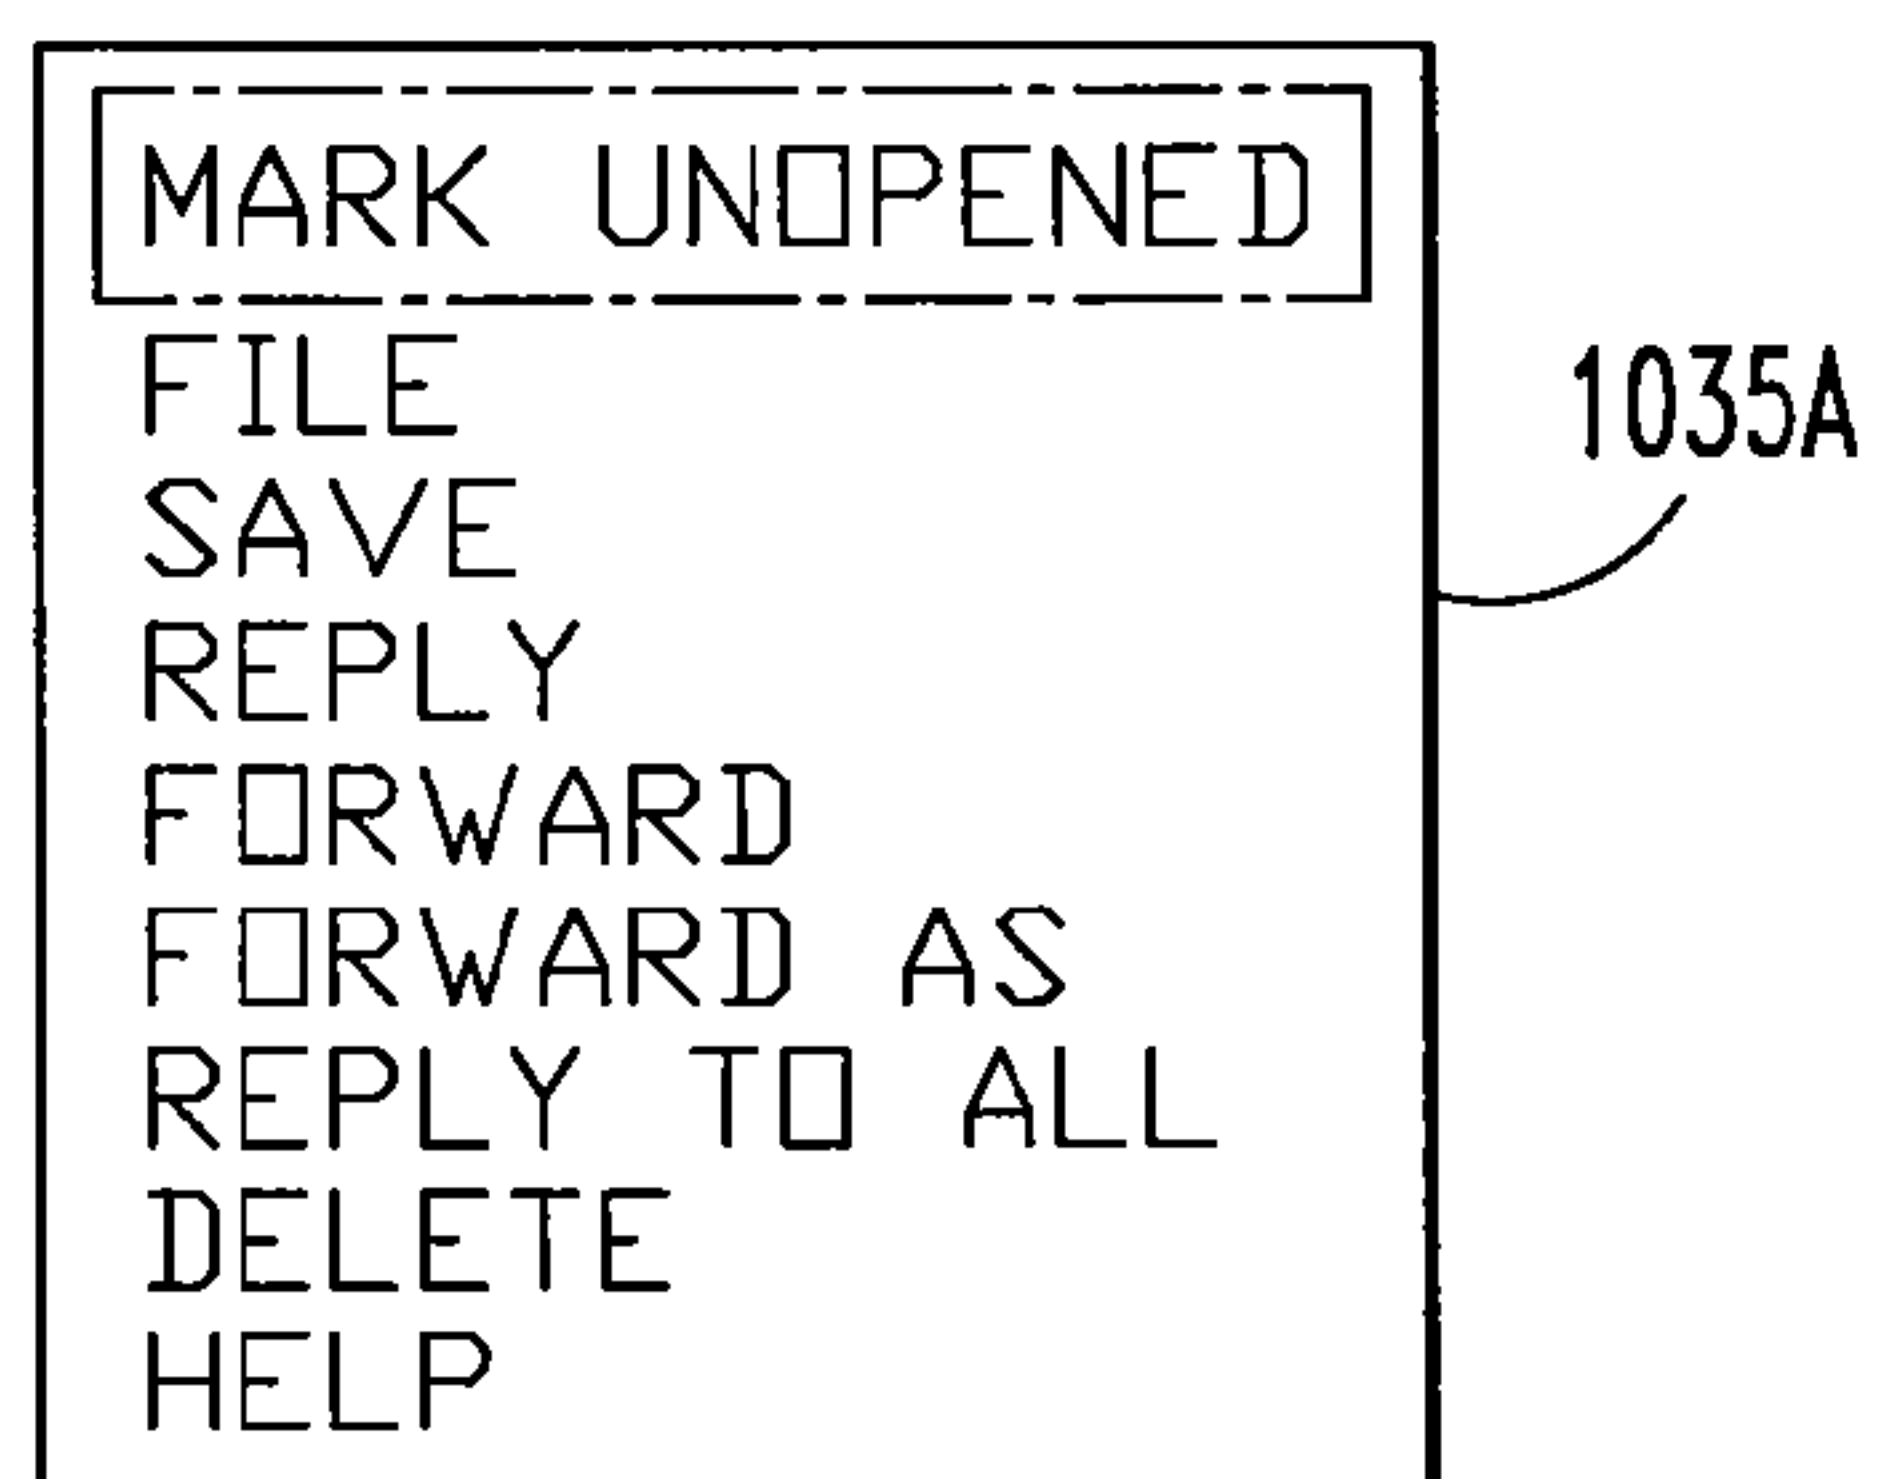 MARK UNOPENED
FILE
SAVE
REPLY
FORWARD
FORWARD AS
REPLY TO ALL
DELETE
HELP
1035A